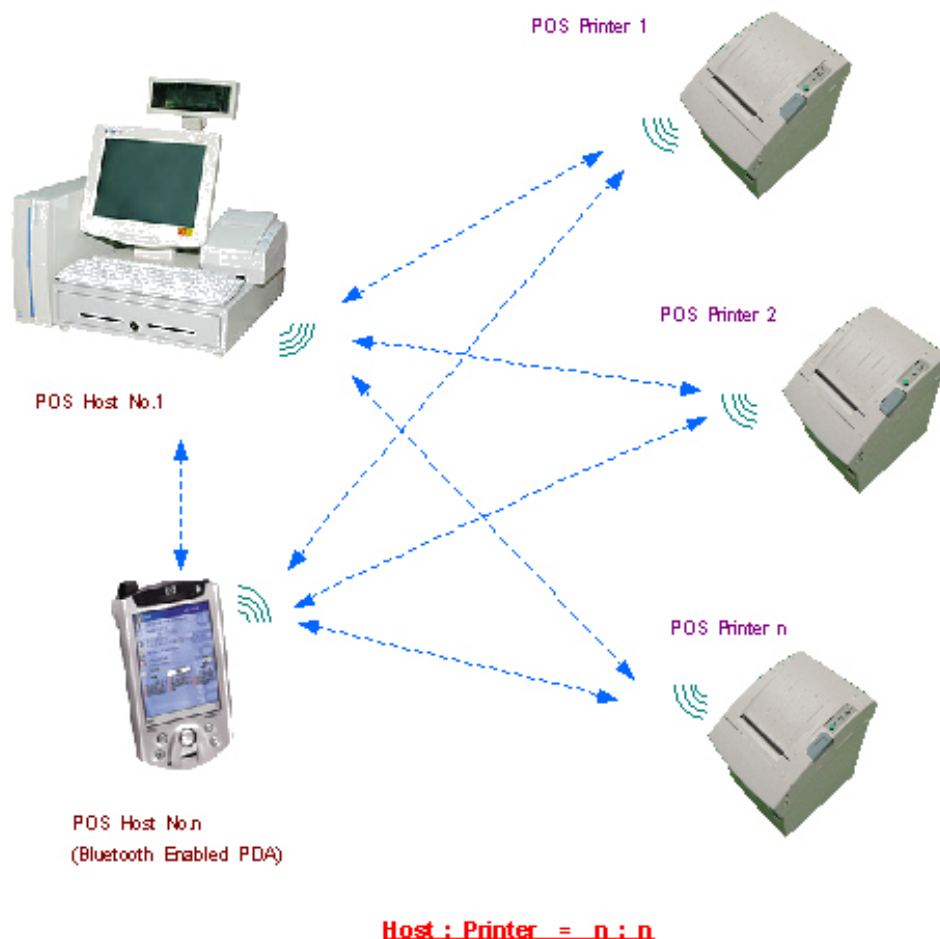 POS Printer 1
POS Printer 2
POS Host No.1
POS Printer n
POS Host No.n
(Bluetooth Enabled PDA)
Host : Printer = n : n